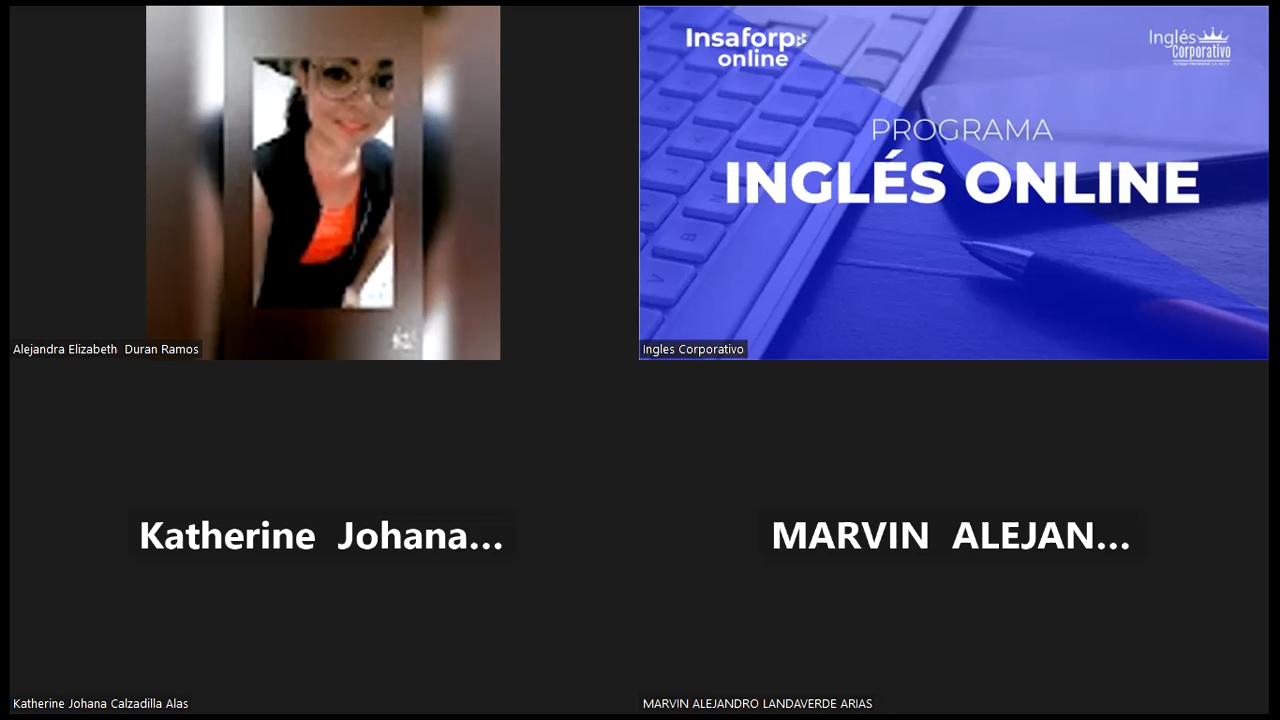 Insaforp
online
Inglés
Corporativo
PROGRAMA
INGLÉS ONLINE
Alejandra Elizabeth Duran Ramos
Ingles Corporativo
Katherine Johana...
MARVIN ALEJAN...
Katherine Johana Calzadilla Alas
MARVIN ALEJANDRO LANDAVERDE ARIAS